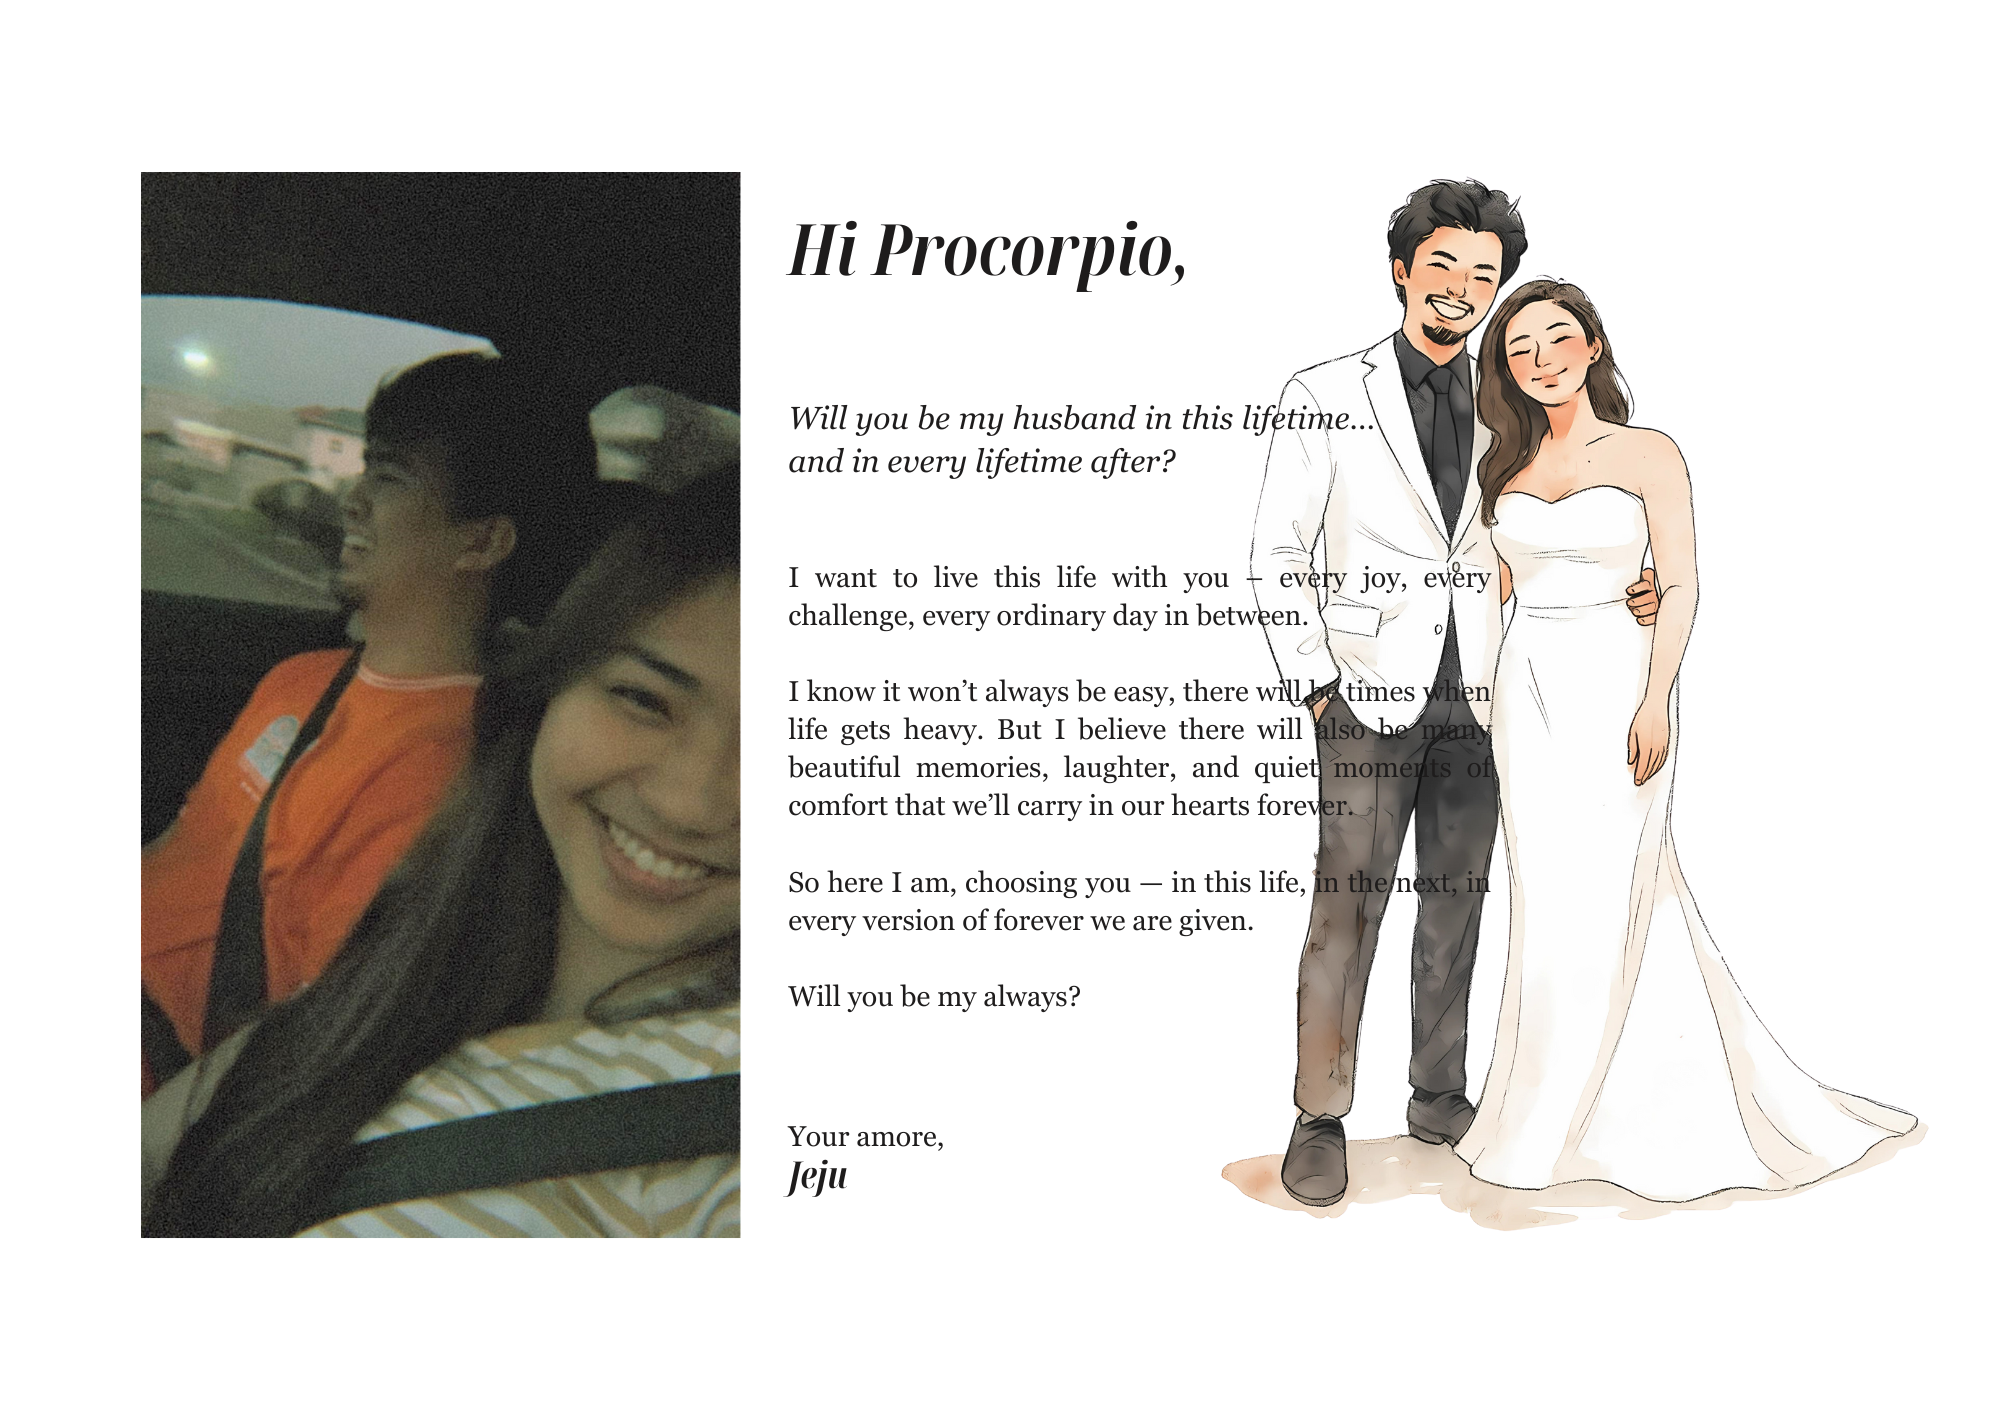 Hi Procorpio,
Will you be my husband in this lifetime...
and in every lifetime after?
I want to live this life with you – every joy, every
challenge, every ordinary day in between.
I know it won’t always be easy, there will be times when
life gets heavy. But I believe there will also be many
beautiful memories, laughter, and quiet moments of
comfort that we’ll carry in our hearts forever.
So here I am, choosing you — in this life, in the next, in
every version of forever we are given.
Will you be my always?
Your amore,
Jeju